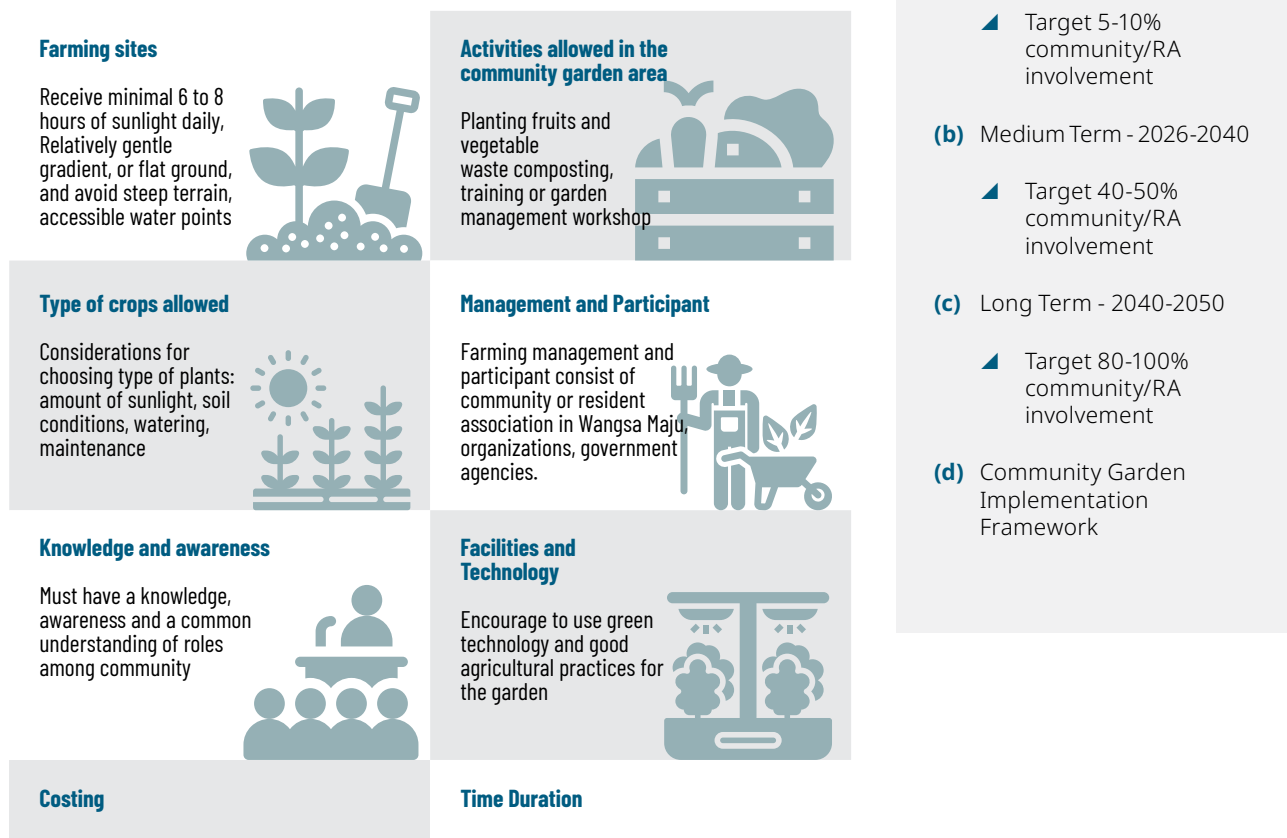 Farming sites
Receive minimal 6 to 8
hours of sunlight daily,
Relatively gentle
gradient, or flat ground,
and avoid steep terrain,
accessible water points
Activities allowed in the
community garden area
Planting fruits and
vegetable
waste composting,
training or garden
management workshop
Type of crops allowed
Considerations for
choosing type of plants:
amount of sunlight, soil
conditions, watering,
maintenance
Management and Participant
Farming management and
participant consist of
community or resident
association in Wangsa Maju,
organizations, government
agencies.
Knowledge and awareness
Must have a knowledge,
awareness and a common
understanding of roles
among community
Facilities and
Technology
Encourage to use green
technology and good
agricultural practices for
the garden
Costing
Time Duration
Target 5-10%
community/RA
involvement
(b) Medium Term - 2026-2040
Target 40-50%
community/RA
involvement
(c) Long Term - 2040-2050
Target 80-100%
community/RA
involvement
(d) Community Garden
Implementation
Framework